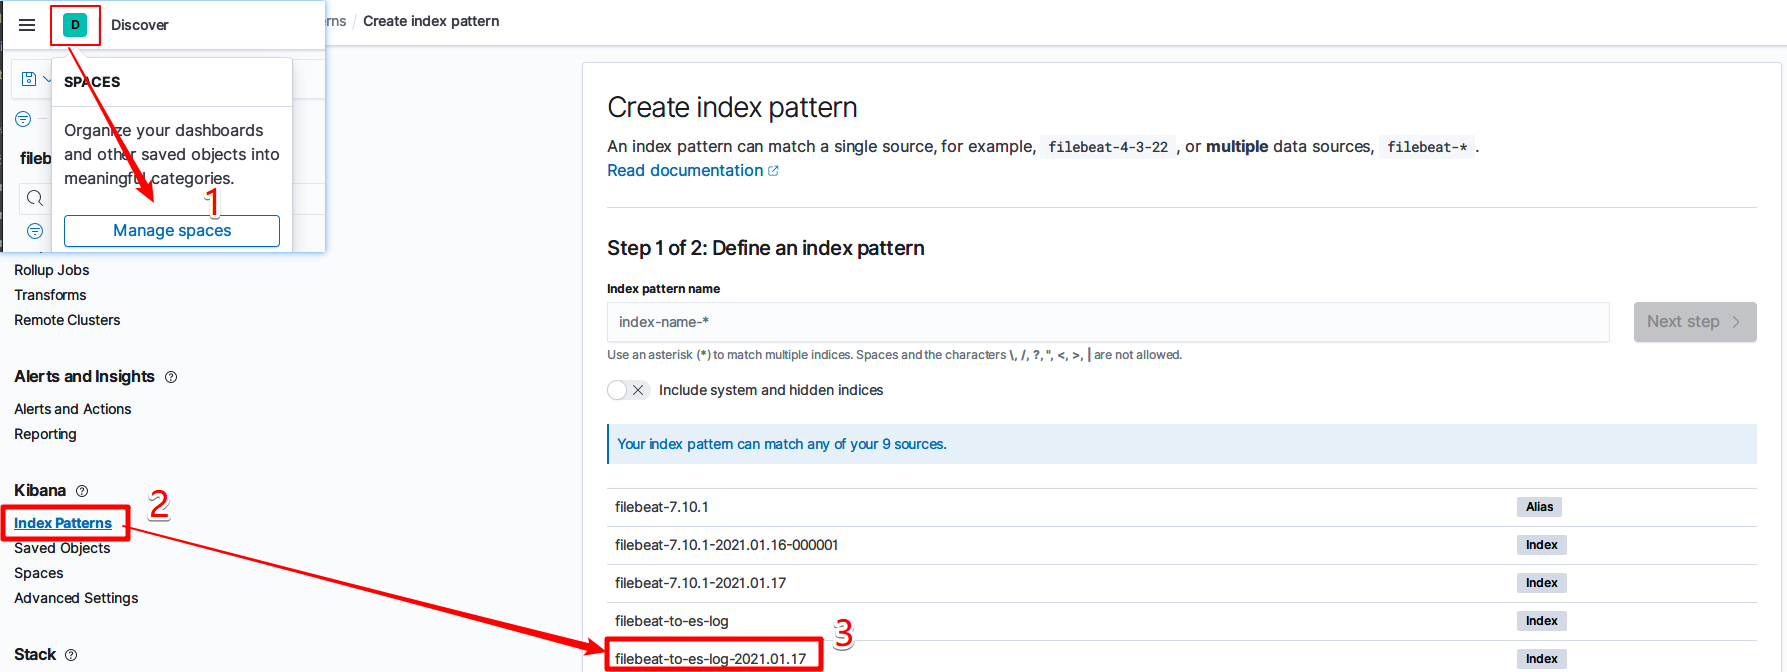 D Discover
rns / Create index pattern
SPACES
Organize your dashboards
and other saved objects into
meaningful categories.
fileb
1
Manage spaces
Rollup Jobs
Transforms
Remote Clusters
Alerts and Insights
Alerts and Actions
Reporting
Kibana
2
Index Patterns
Saved Objects
Spaces
Advanced Settings
Stack
Create index pattern
An index pattern can match a single source, for example, filebeat-4-3-22 , or multiple data sources, filebeat-* .
Read documentation
Step 1 of 2: Define an index pattern
Index pattern name
index-name-*
Next step
Use an asterisk (*) to match multiple indices. Spaces and the characters \, /, ?, ", <, >, | are not allowed.
Include system and hidden indices
Your index pattern can match any of your 9 sources.
filebeat-7.10.1 Alias
filebeat-7.10.1-2021.01.16-000001 Index
filebeat-7.10.1-2021.01.17 Index
filebeat-to-es-log Index
filebeat-to-es-log-2021.01.17 Index
3